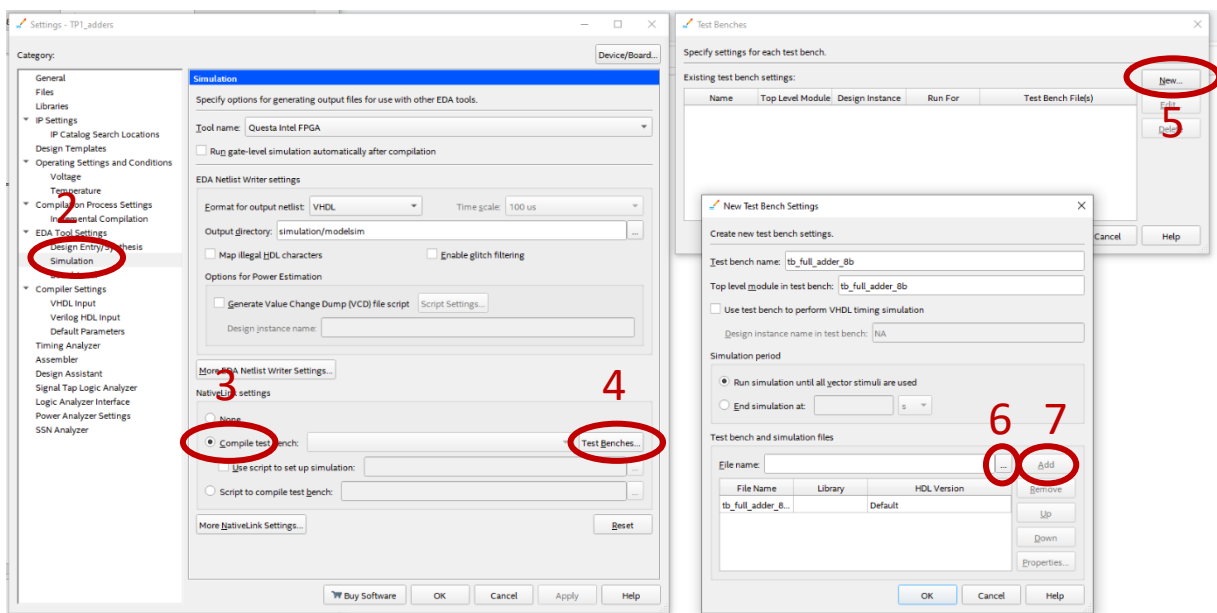 Settings - TP1_adders
Category:
Device/Board...
General
Files
Libraries
IP Settings
IP Catalog Search Locations
Design Templates
Operating Settings and Conditions
Voltage
Temperature
Compilation Process Settings
Incremental Compilation
EDA Tool Settings
Design Entry/Synthesis
Simulation
Compiler Settings
VHDL Input
Verilog HDL Input
Default Parameters
Timing Analyzer
Assembler
Design Assistant
Signal Tap Logic Analyzer
Logic Analyzer Interface
Power Analyzer Settings
SSN Analyzer
2
Simulation
Specify options for generating output files for use with other EDA tools.
Tool name: Questa Intel FPGA
Run gate-level simulation automatically after compilation
EDA Netlist Writer settings
Format for output netlist: VHDL Time scale: 100 us
Output directory: simulation/modelsim ...
Map illegal HDL characters Enable glitch filtering
Options for Power Estimation
Generate Value Change Dump (VCD) file script Script Settings...
Design instance name:
More EDA Netlist Writer Settings...
3 4
NativeLink settings
None
Compile test bench: Test Benches...
Use script to set up simulation: ...
Script to compile test bench: ...
More NativeLink Settings... Reset
Buy Software OK Cancel Apply Help
Test Benches
Specify settings for each test bench.
Existing test bench settings:
Name Top Level Module Design Instance Run For Test Bench File(s)
New...
Edit...
Delete
5
Cancel Help
New Test Bench Settings
Create new test bench settings.
Test bench name: tb_full_adder_8b
Top level module in test bench: tb_full_adder_8b
Use test bench to perform VHDL timing simulation
Design instance name in test bench: NA
Simulation period
Run simulation until all vector stimuli are used
End simulation at: s
6 7
Test bench and simulation files
File name: ... Add
File Name Library HDL Version
tb_full_adder_8... Default
Remove
Up
Down
Properties...
OK Cancel Help